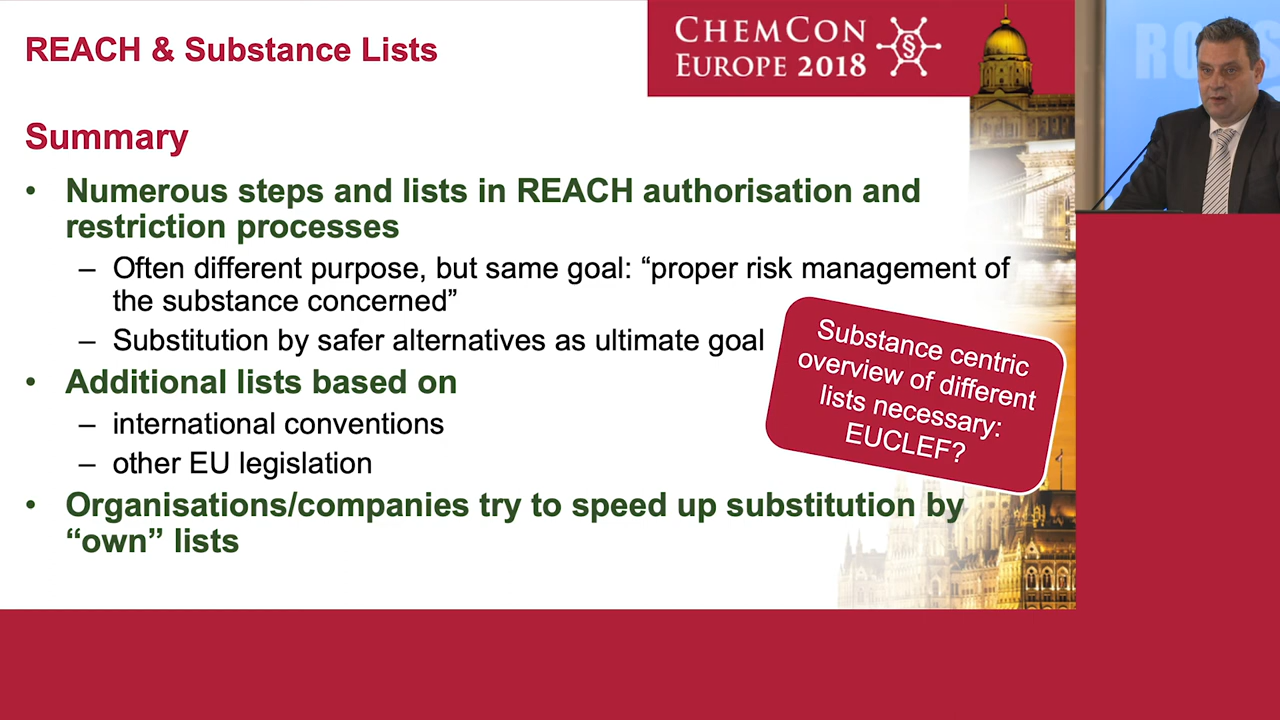 REACH & Substance Lists
CHEMCON
EUROPE 2018
§
Summary
• Numerous steps and lists in REACH authorisation and
restriction processes
– Often different purpose, but same goal: “proper risk management of
the substance concerned”
– Substitution by safer alternatives as ultimate goal
• Additional lists based on
– international conventions
– other EU legislation
• Organisations/companies try to speed up substitution by
“own” lists
Substance centric
overview of different
lists necessary:
EUCLEF?